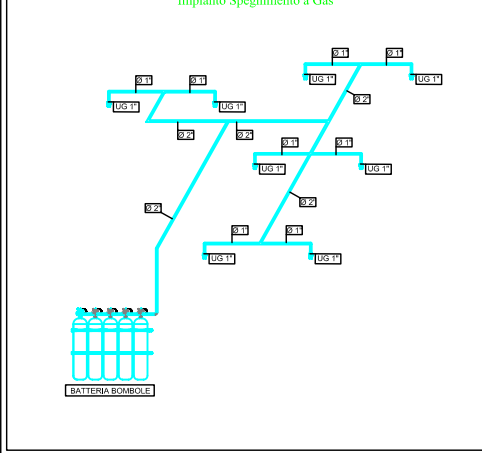 Impianto Spegnimento a Gas
Ø 1" Ø 1"
UG 1" UG 1"
Ø 1" Ø 1"
UG 1" UG 1"
Ø 2"
Ø 2" Ø 2"
Ø 1" Ø 1"
UG 1" UG 1"
Ø 2"
Ø 2"
Ø 1" Ø 1"
UG 1" UG 1"
BATTERIA BOMBOLE